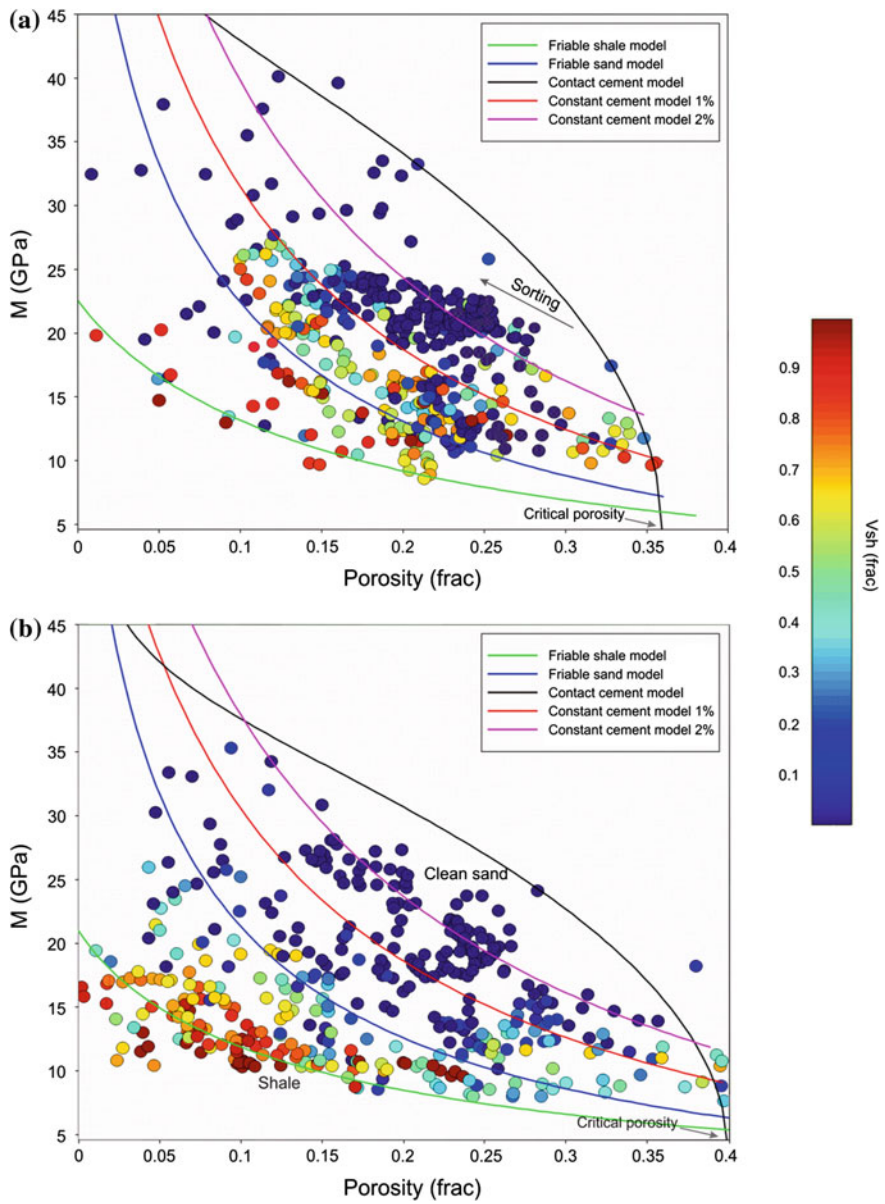 (a)
45
40
35
30
25
20
15
10
5
M (GPa)
Friable shale model
Friable sand model
Contact cement model
Constant cement model 1%
Constant cement model 2%
Sorting
Critical porosity
0 0.05 0.1 0.15 0.2 0.25 0.3 0.35 0.4
Porosity (frac)
0.9
0.8
0.7
0.6
0.5
0.4
0.3
0.2
0.1
Vsh (frac)
(b)
45
40
35
30
25
20
15
10
5
M (GPa)
Friable shale model
Friable sand model
Contact cement model
Constant cement model 1%
Constant cement model 2%
Clean sand
Shale
Critical porosity
0 0.05 0.1 0.15 0.2 0.25 0.3 0.35 0.4
Porosity (frac)